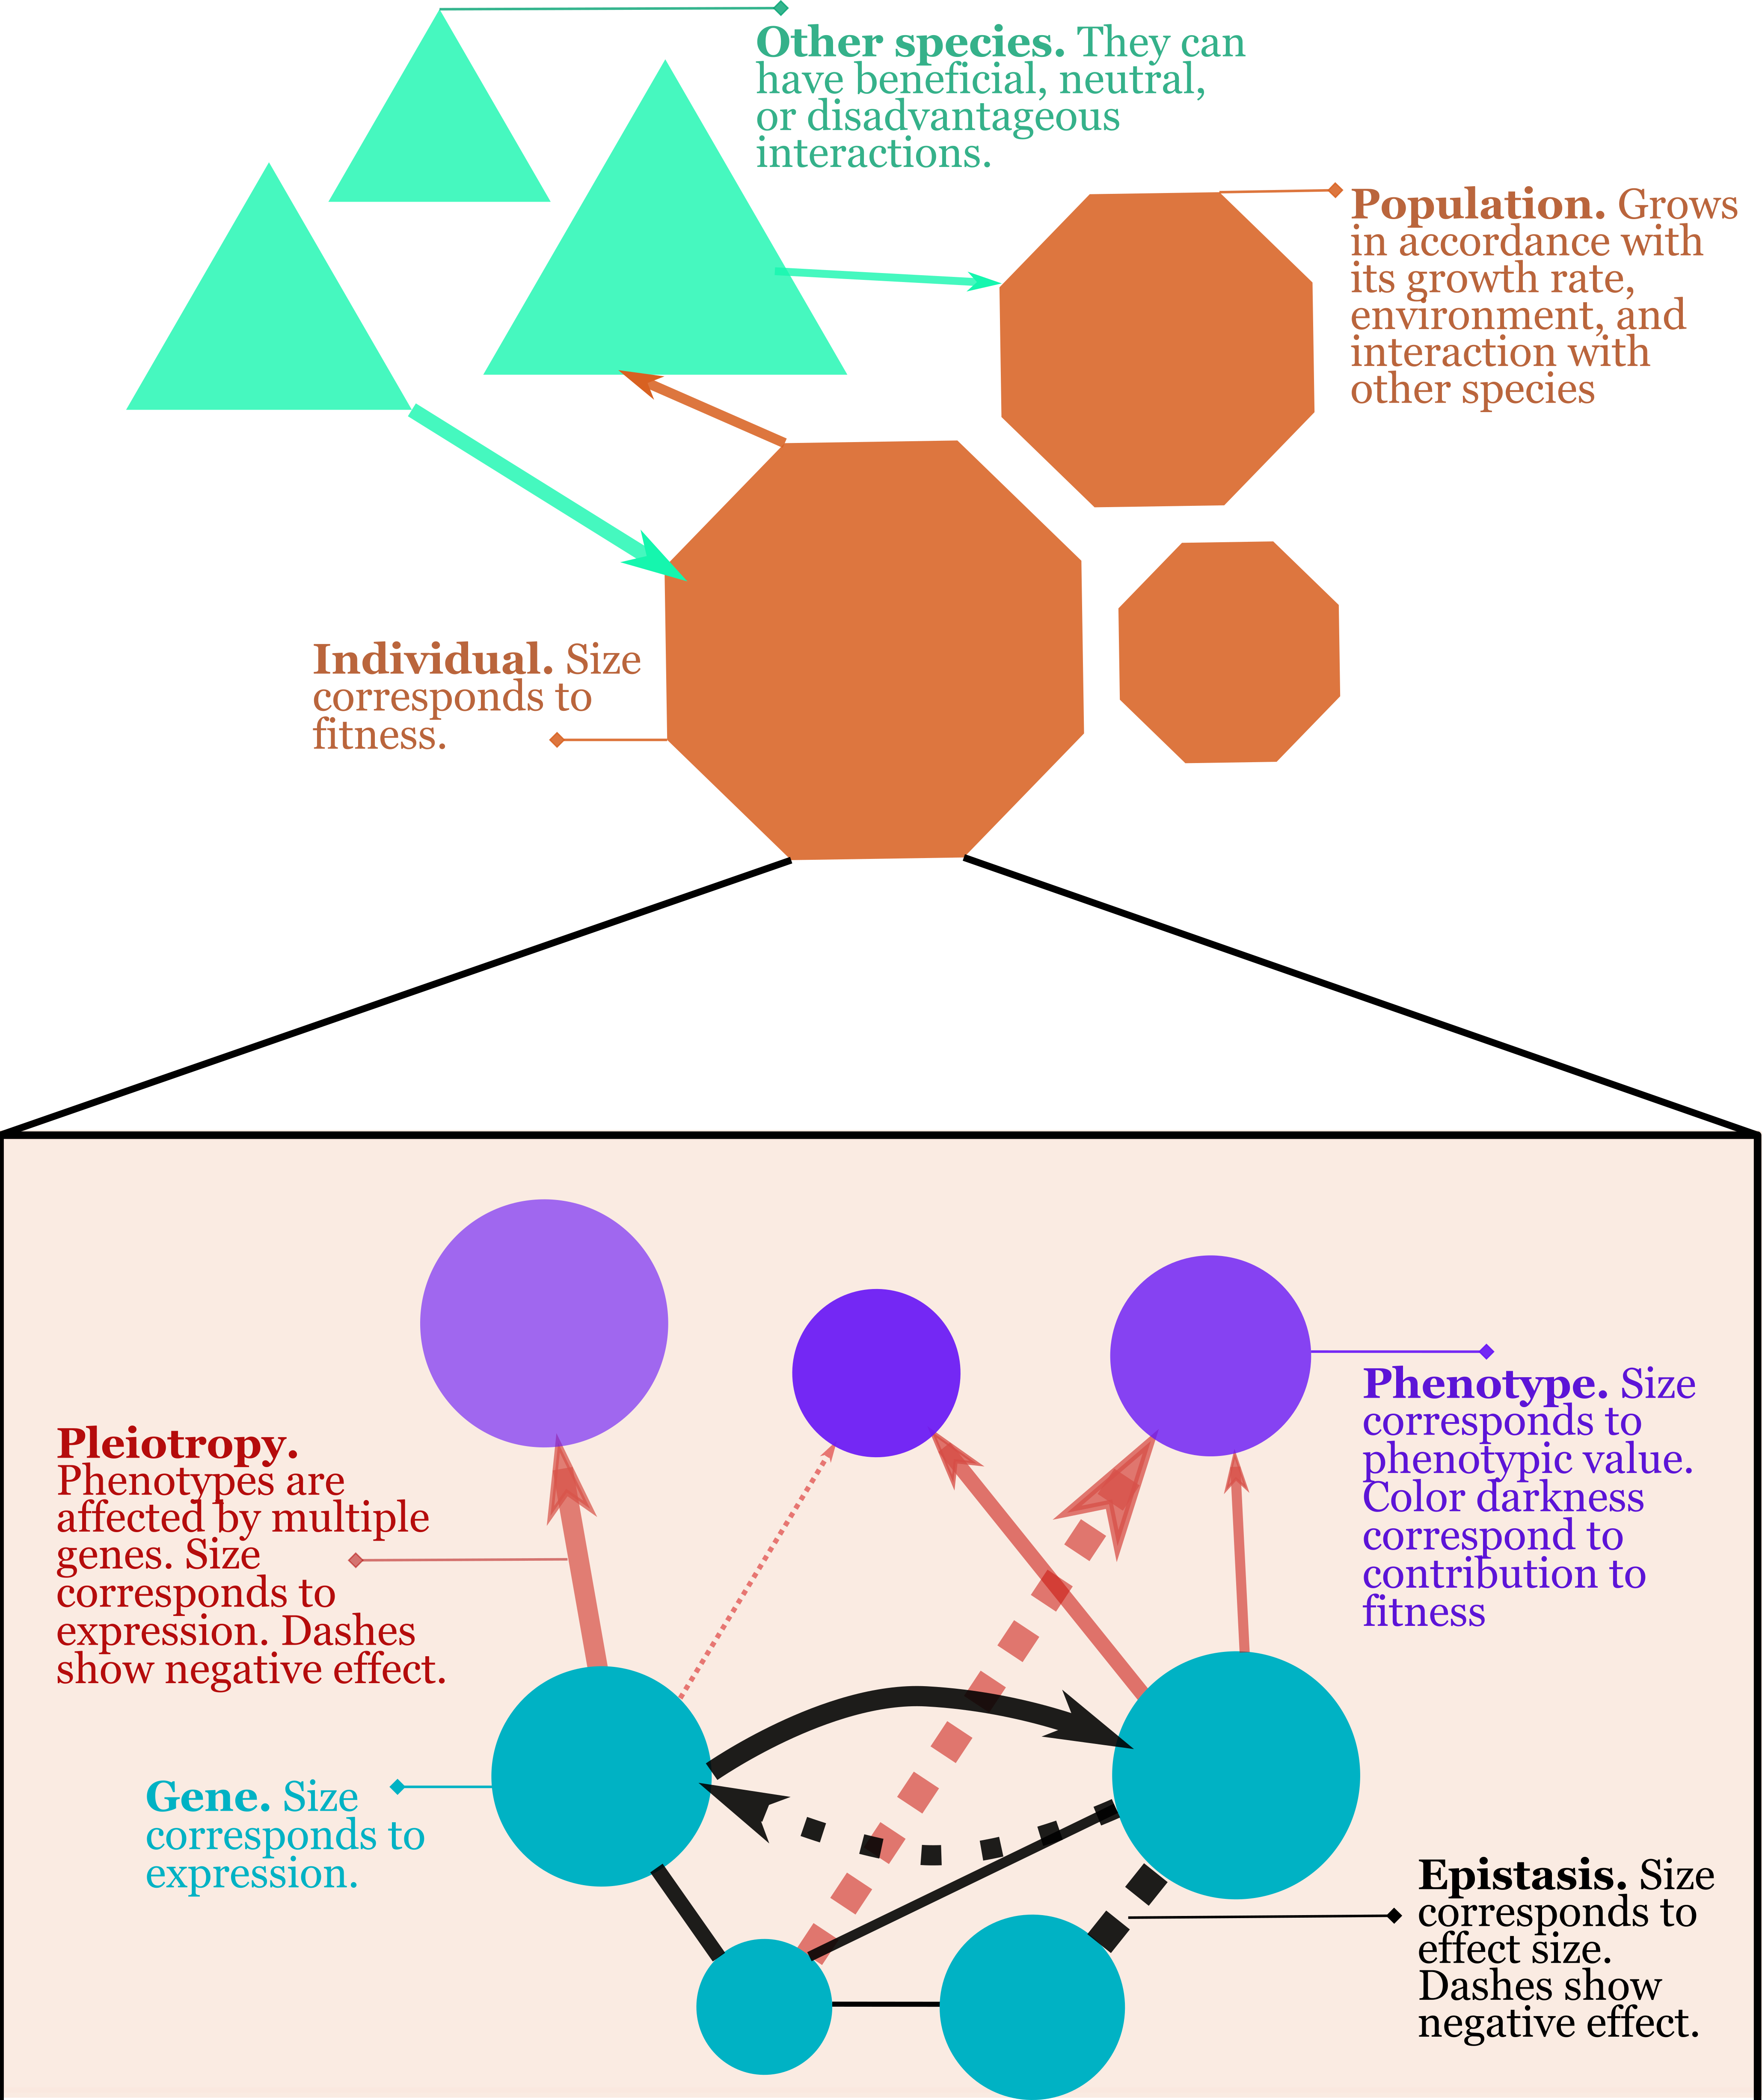 Other species. They can
have beneficial, neutral,
or disadvantageous
interactions.
Population. Grows
in accordance with
its growth rate,
environment, and
interaction with
other species
Individual. Size
corresponds to
fitness.
Phenotype. Size
corresponds to
phenotypic value.
Color darkness
correspond to
contribution to
fitness
Pleiotropy.
Phenotypes are
affected by multiple
genes. Size
corresponds to
expression. Dashes
show negative effect.
Gene. Size
corresponds to
expression.
Epistasis. Size
corresponds to
effect size.
Dashes show
negative effect.